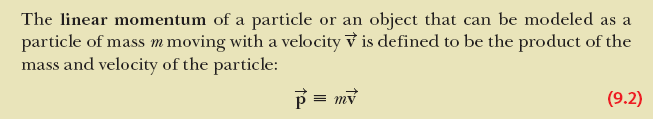 The linear momentum of a particle or an object that can be modeled as a
particle of mass m moving with a velocity v⃗ is defined to be the product of the
mass and velocity of the particle:
p⃗ ≡ mv⃗ (9.2)